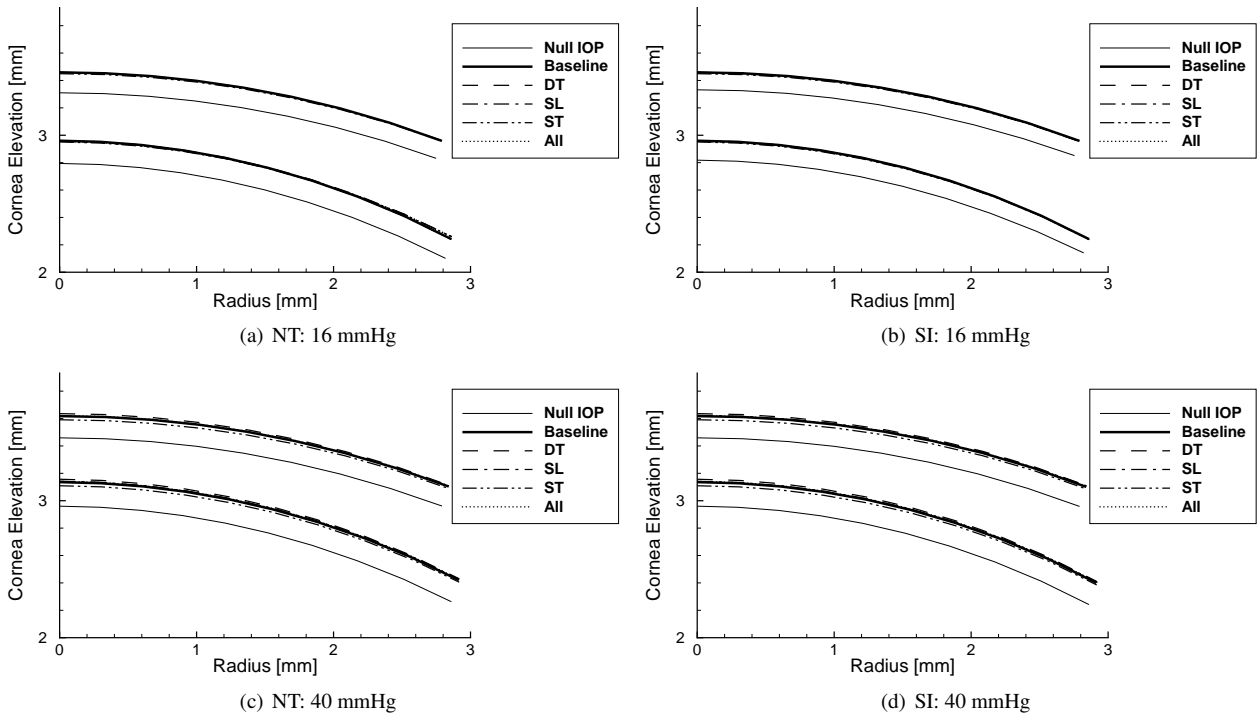 Cornea Elevation [mm]
3
2
0 1 2 3
Radius [mm]
Null IOP
Baseline
DT
SL
ST
All
(a) NT: 16 mmHg
Cornea Elevation [mm]
3
2
0 1 2 3
Radius [mm]
Null IOP
Baseline
DT
SL
ST
All
(b) SI: 16 mmHg
Cornea Elevation [mm]
3
2
0 1 2 3
Radius [mm]
Null IOP
Baseline
DT
SL
ST
All
(c) NT: 40 mmHg
Cornea Elevation [mm]
3
2
0 1 2 3
Radius [mm]
Null IOP
Baseline
DT
SL
ST
All
(d) SI: 40 mmHg